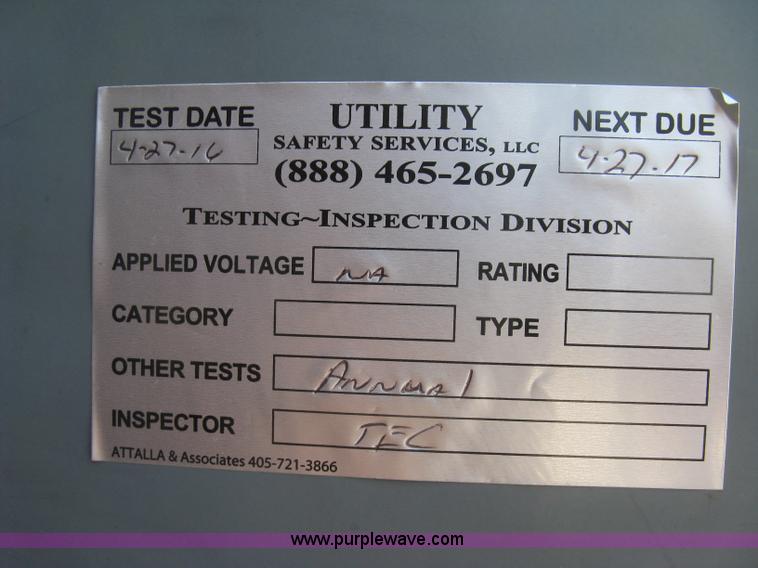 TEST DATE
4-27-16
UTILITY
SAFETY SERVICES, LLC
(888) 465-2697
NEXT DUE
4-27-17
TESTING~INSPECTION DIVISION
APPLIED VOLTAGE NA RATING
CATEGORY TYPE
OTHER TESTS ANNUAl
INSPECTOR TEC
ATTALLA & Associates 405-721-3866
www.purplewave.com